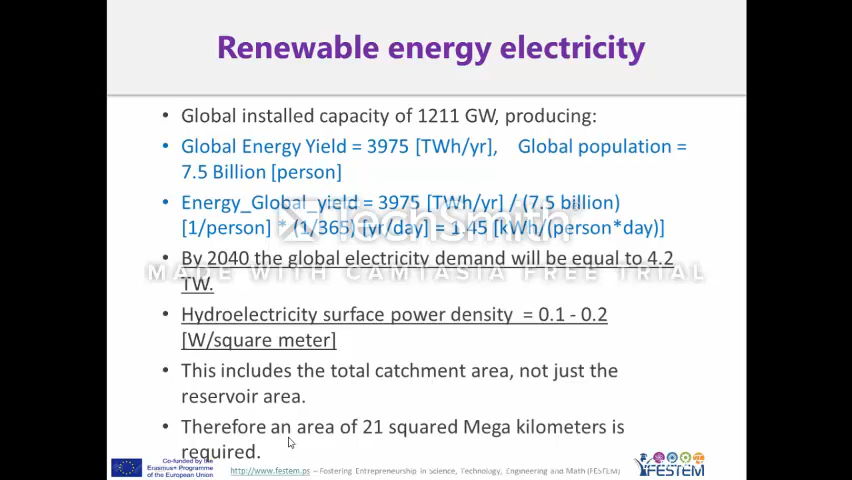 Renewable energy electricity
• Global installed capacity of 1211 GW, producing:
• Global Energy Yield = 3975 [TWh/yr], Global population =
7.5 Billion [person]
• Energy_Global_yield = 3975 [TWh/yr] / (7.5 billion)
[1/person] * (1/365) [yr/day] = 1.45 [kWh/(person*day)]
TechSmith
• By 2040 the global electricity demand will be equal to 4.2
MADE WITH CAMTASIA FREE TRIAL
TW.
• Hydroelectricity surface power density = 0.1 - 0.2
[W/square meter]
• This includes the total catchment area, not just the
reservoir area.
• Therefore an area of 21 squared Mega kilometers is
required.
Co-funded by the
Erasmus+ Programme
of the European Union
http://www.festem.ps – Fostering Entrepreneurship in Science, Technology, Engineering and Math (FESTEM)
FESTEM